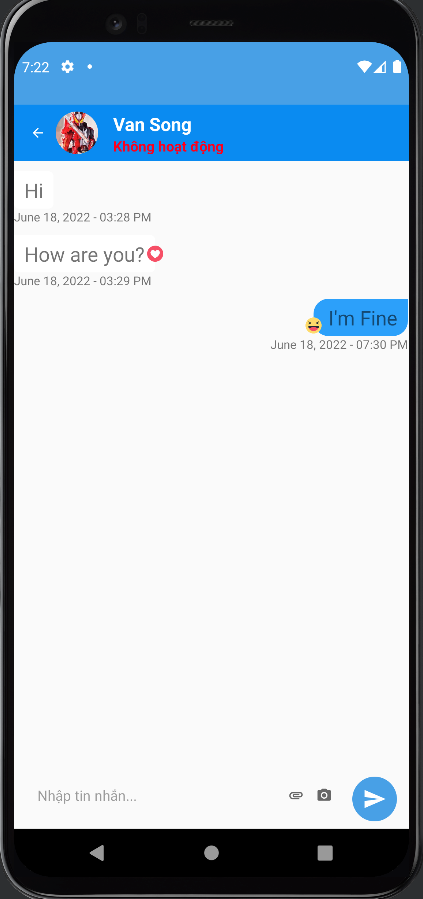 7:22
Van Song
Không hoạt động
Hi
June 18, 2022 - 03:28 PM
How are you?
June 18, 2022 - 03:29 PM
I'm Fine
June 18, 2022 - 07:30 PM
Nhập tin nhắn...